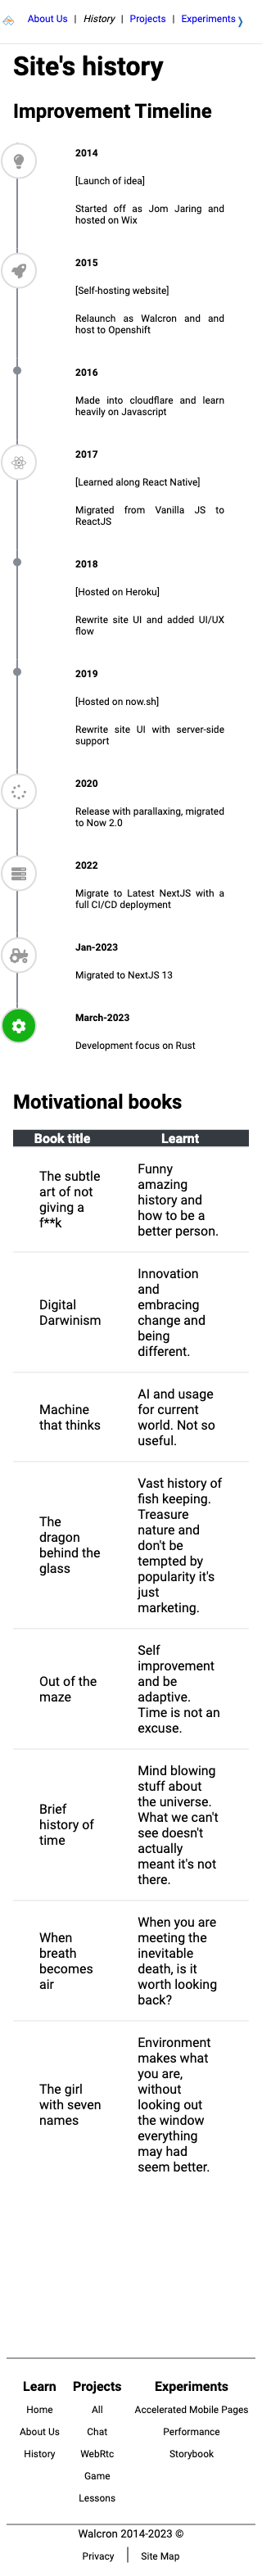 About Us | History | Projects | Experiments ❯
Site's history
Improvement Timeline
2014
[Launch of idea]
Started off as Jom Jaring and
hosted on Wix
2015
[Self-hosting website]
Relaunch as Walcron and and
host to Openshift
2016
Made into cloudflare and learn
heavily on Javascript
2017
[Learned along React Native]
Migrated from Vanilla JS to
ReactJS
2018
[Hosted on Heroku]
Rewrite site UI and added UI/UX
flow
2019
[Hosted on now.sh]
Rewrite site UI with server-side
support
2020
Release with parallaxing, migrated
to Now 2.0
2022
Migrate to Latest NextJS with a
full CI/CD deployment
Jan-2023
Migrated to NextJS 13
March-2023
Development focus on Rust
Motivational books
Book title Learnt
The subtle
art of not
giving a
f**k
Funny
amazing
history and
how to be a
better person.
Digital
Darwinism
Innovation
and
embracing
change and
being
different.
Machine
that thinks
AI and usage
for current
world. Not so
useful.
The
dragon
behind the
glass
Vast history of
fish keeping.
Treasure
nature and
don't be
tempted by
popularity it's
just
marketing.
Out of the
maze
Self
improvement
and be
adaptive.
Time is not an
excuse.
Brief
history of
time
Mind blowing
stuff about
the universe.
What we can't
see doesn't
actually
meant it's not
there.
When
breath
becomes
air
When you are
meeting the
inevitable
death, is it
worth looking
back?
The girl
with seven
names
Environment
makes what
you are,
without
looking out
the window
everything
may had
seem better.
Learn Projects Experiments
Home All Accelerated Mobile Pages
About Us Chat Performance
History WebRtc Storybook
Game
Lessons
Walcron 2014-2023 ©
Privacy | Site Map